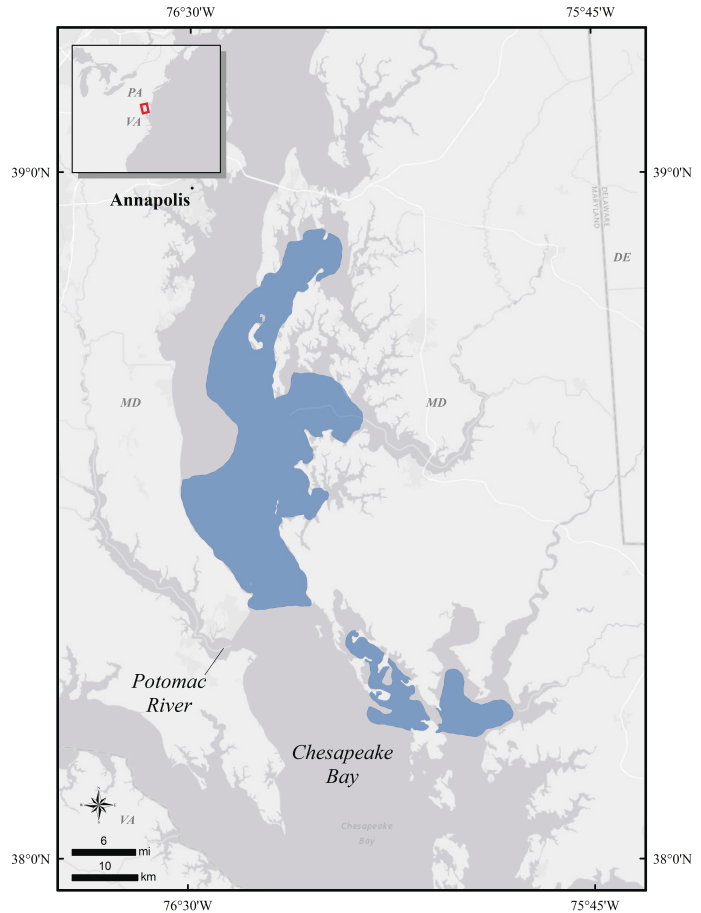 76°30'W
75°45'W
PA
VA
39°0'N
39°0'N
Annapolis
DELAWARE
MARYLAND
DE
MD
MD
Potomac
River
Chesapeake
Bay
Chesapeake
Bay
N
W
E
S
VA
6
mi
10
km
38°0'N
38°0'N
76°30'W
75°45'W